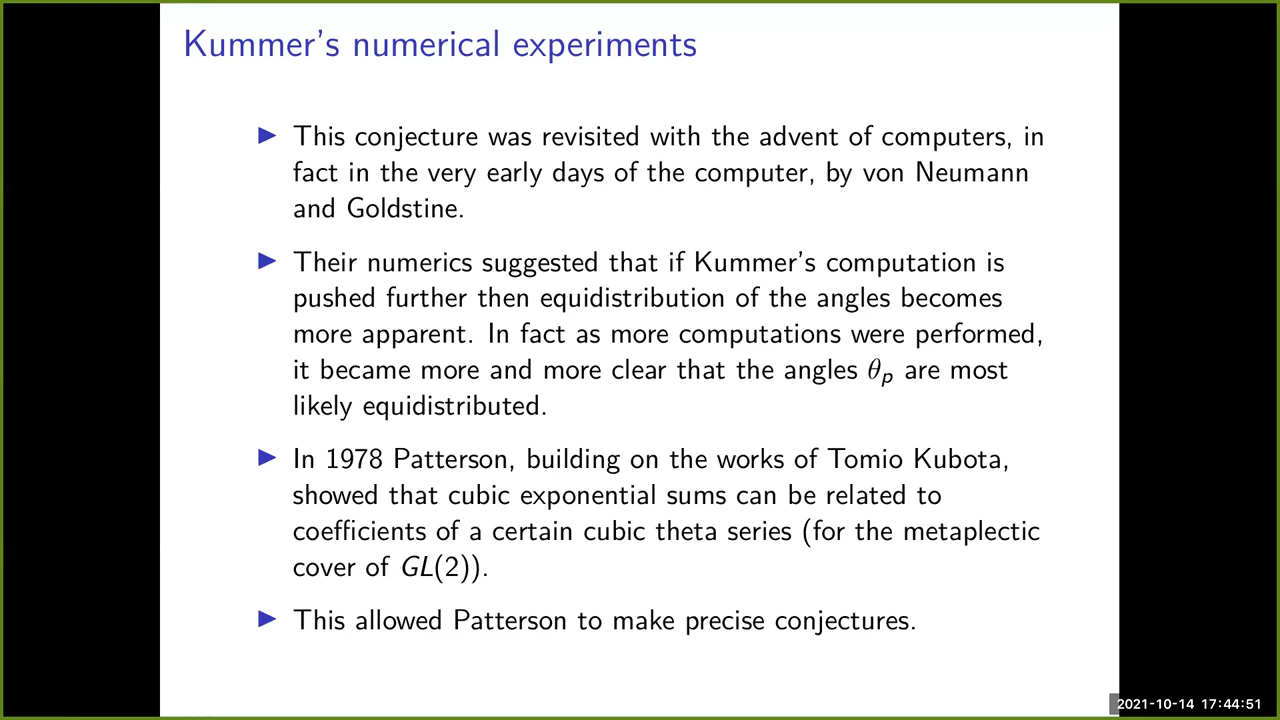 Kummer's numerical experiments
This conjecture was revisited with the advent of computers, in
fact in the very early days of the computer, by von Neumann
and Goldstine.
Their numerics suggested that if Kummer's computation is
pushed further then equidistribution of the angles becomes
more apparent. In fact as more computations were performed,
it became more and more clear that the angles θₚ are most
likely equidistributed.
In 1978 Patterson, building on the works of Tomio Kubota,
showed that cubic exponential sums can be related to
coefficients of a certain cubic theta series (for the metaplectic
cover of GL(2)).
This allowed Patterson to make precise conjectures.
2021-10-14 17:44:51